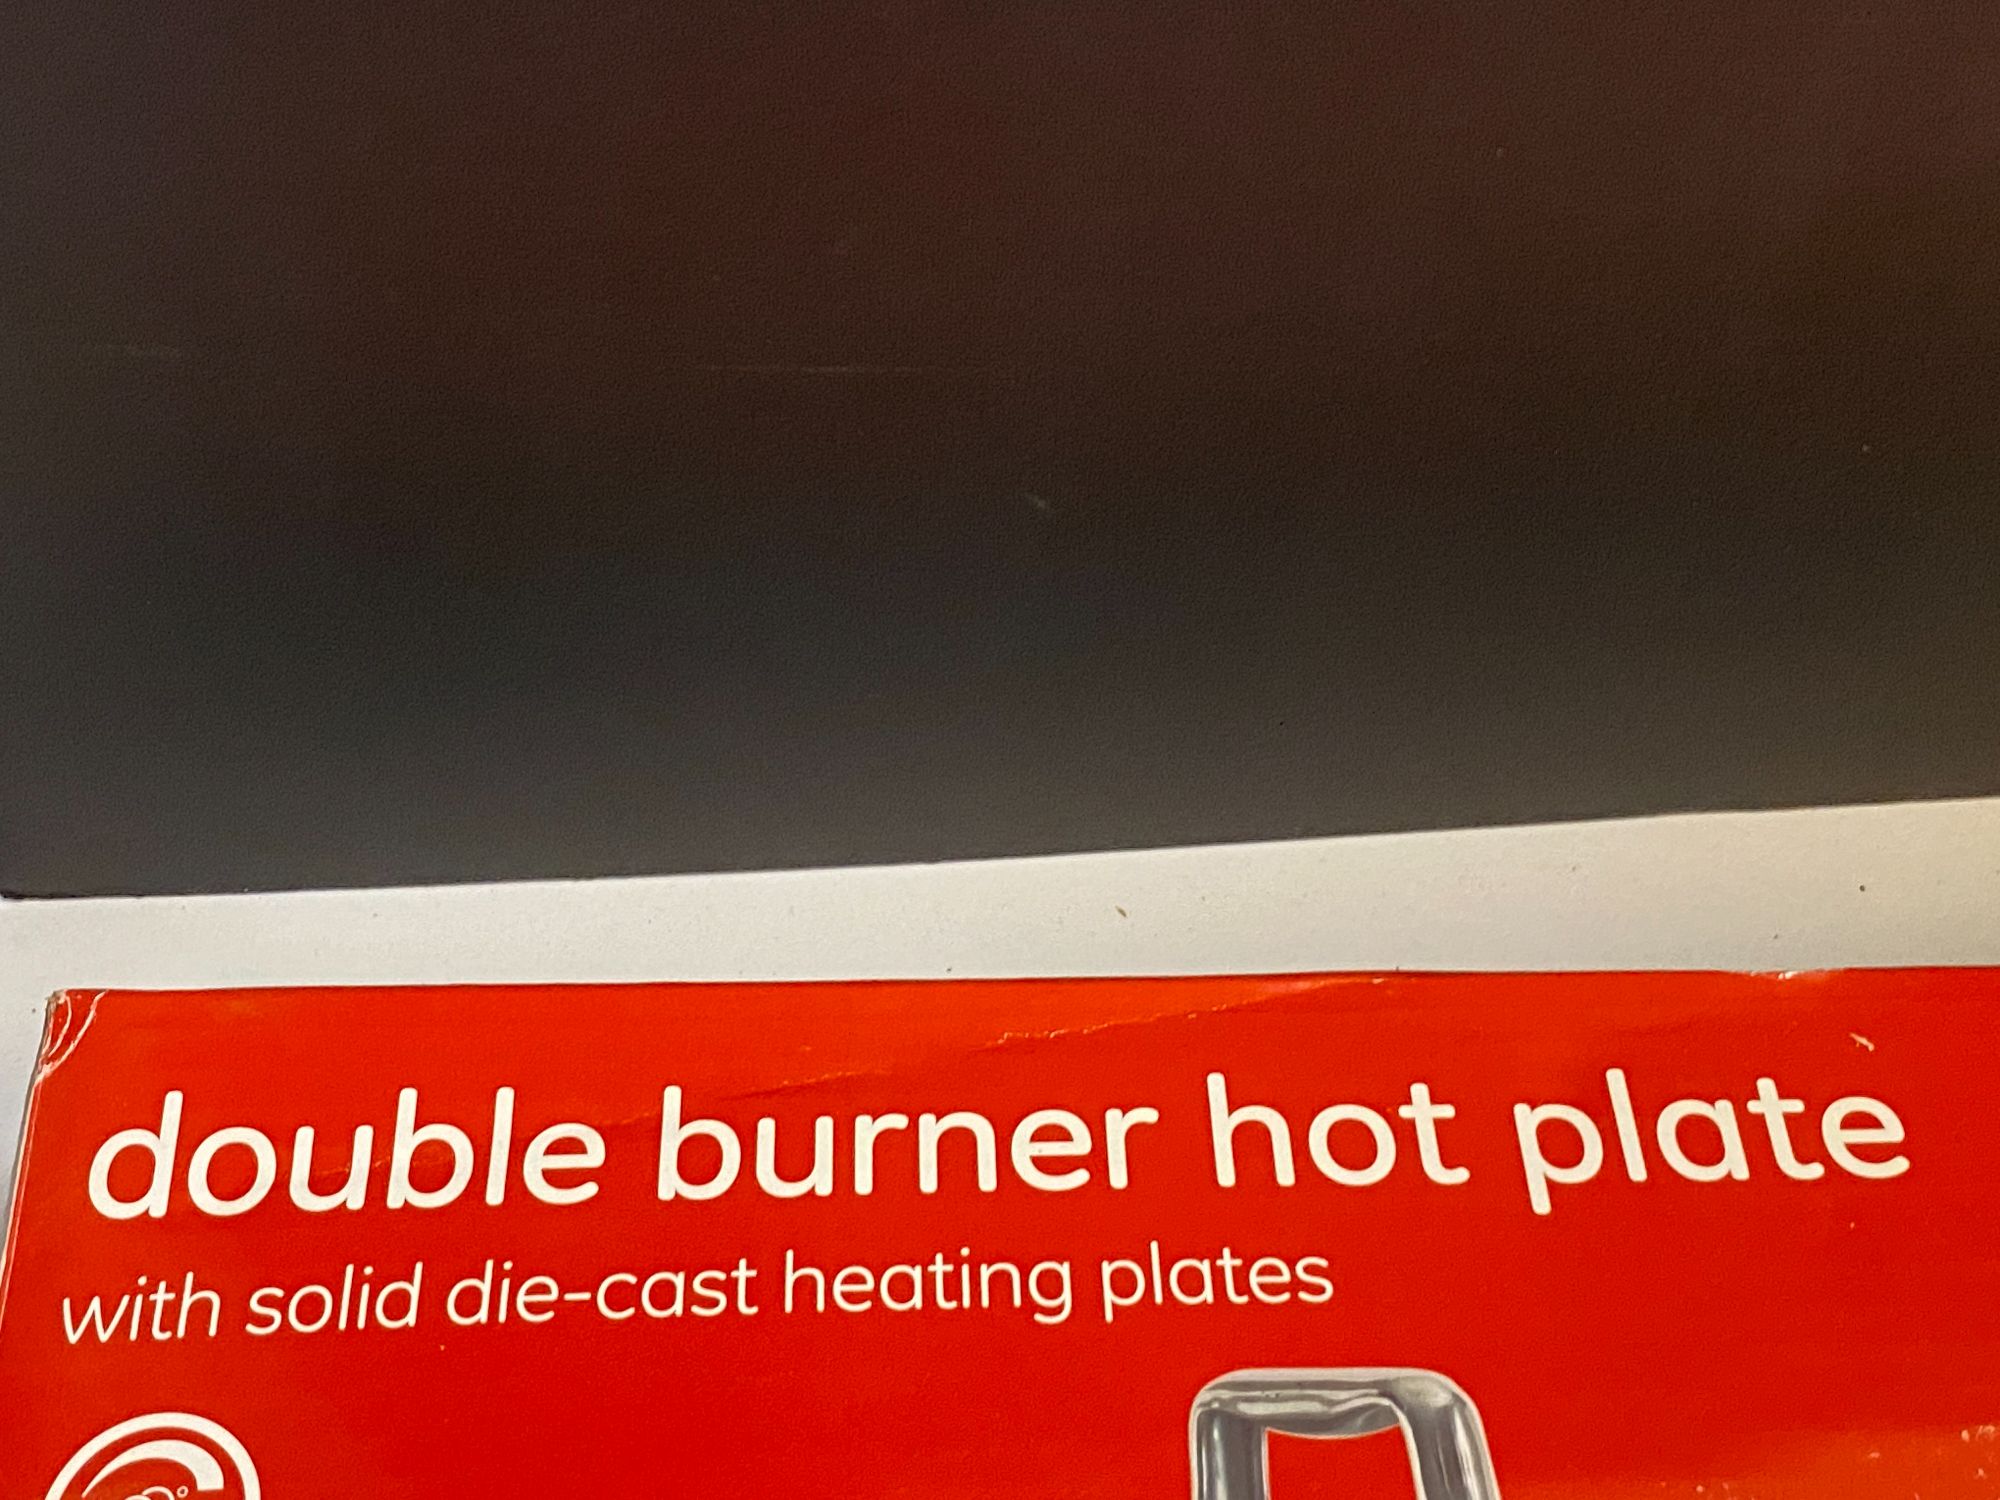 double burner hot plate
with solid die-cast heating plates